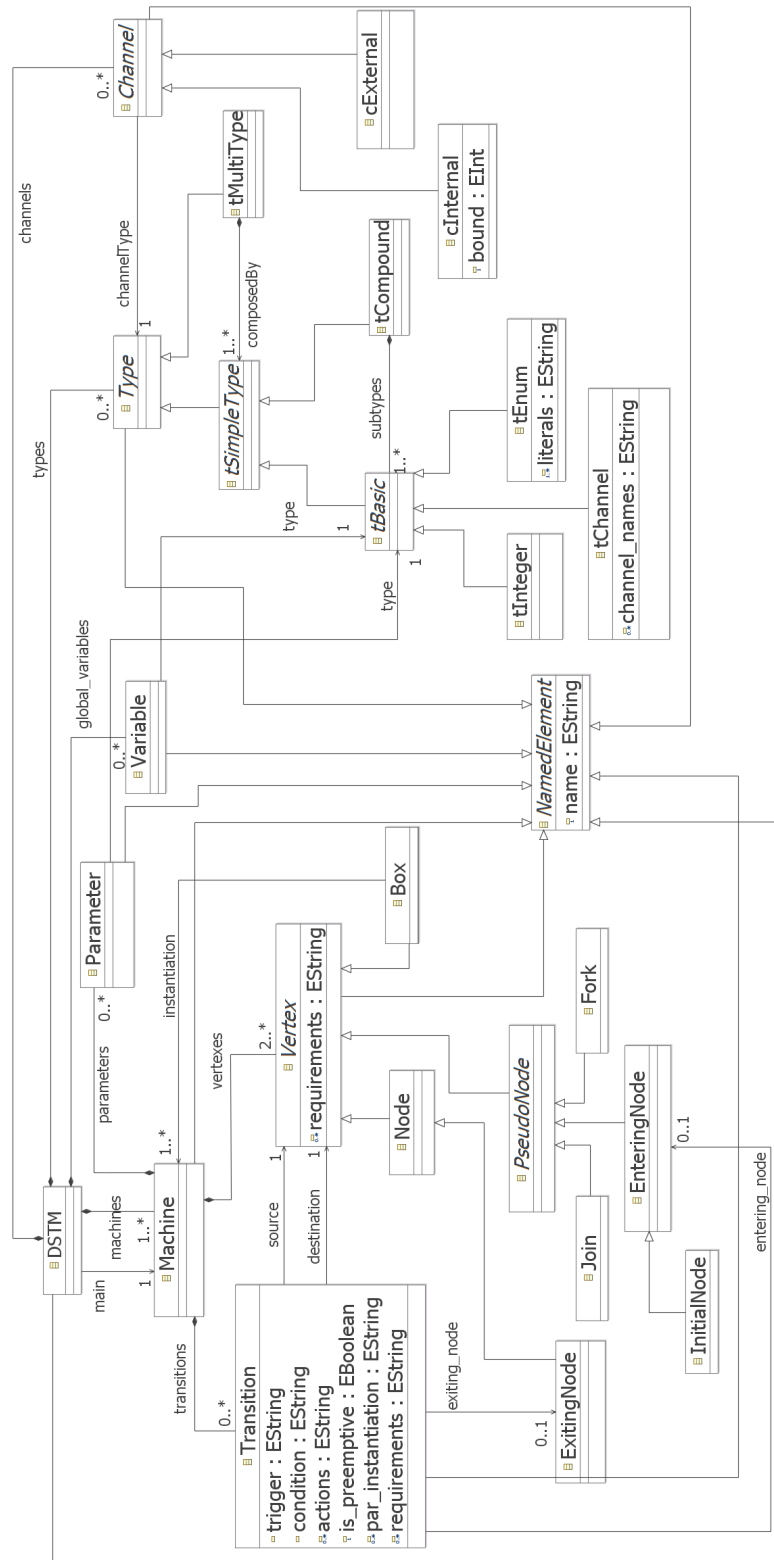 channels
types
DSTM
global_variables
main
machines
parameters
Parameter
0..*
0..*
Variable
0..*
Type
1
channelType
0..*
Channel
1
1..*
Machine
1..*
instantiation
transitions
0..*
vertexes
2..*
tMultiType
composedBy
1..*
tSimpleType
Transition
trigger : EString
condition : EString
actions : EString
is_preemptive : EBoolean
par_instantiation : EString
requirements : EString
source
1
destination
1
Vertex
requirements : EString
type
1
tBasic
type
1
subtypes
1..*
tCompound
cExternal
Box
Node
cInternal
bound : EInt
exiting_node
0..1
ExitingNode
PseudoNode
NamedElement
name : EString
tInteger
tEnum
literals : EString
Join
Fork
tChannel
channel_names : EString
EnteringNode
0..1
InitialNode
entering_node